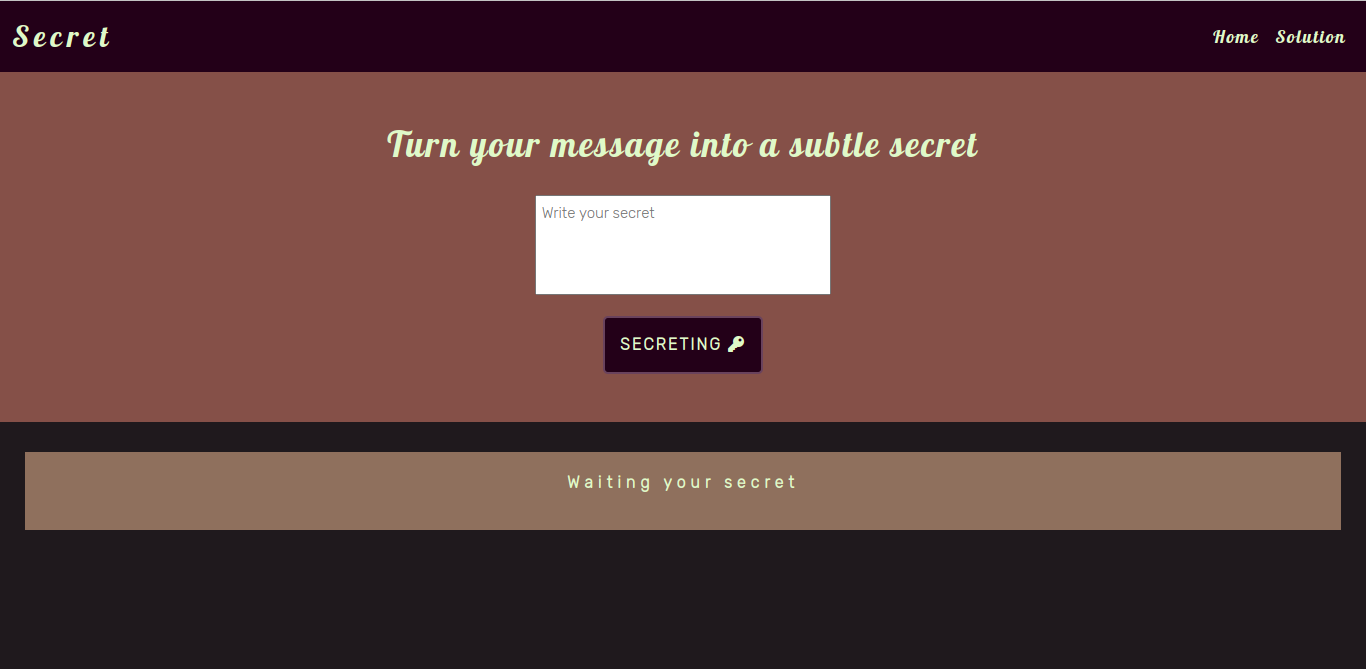 Secret
Home Solution
Turn your message into a subtle secret
Write your secret
SECRETING
Waiting your secret